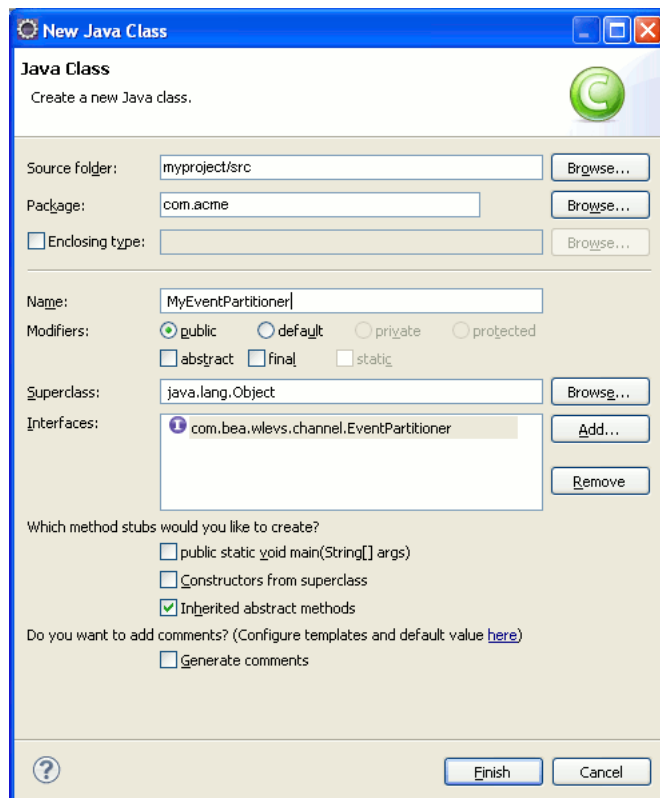 New Java Class
Java Class
Create a new Java class.
C
Source folder: myproject/src Browse...
Package: com.acme Browse...
Enclosing type: Browse...
Name: MyEventPartitioner
Modifiers: public default private protected
abstract final static
Superclass: java.lang.Object Browse...
Interfaces: I com.bea.wlevs.channel.EventPartitioner Add...
Remove
Which method stubs would you like to create?
public static void main(String[] args)
Constructors from superclass
Inherited abstract methods
Do you want to add comments? (Configure templates and default value here)
Generate comments
? Finish Cancel